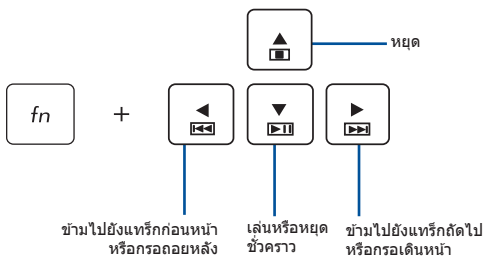 หยุด
fn +
ข้ามไปยังแทร็กก่อนหน้า
หรือกรอถอยหลัง
เล่นหรือหยุด
ชั่วคราว
ข้ามไปยังแทร็กถัดไป
หรือกรอเดินหน้า